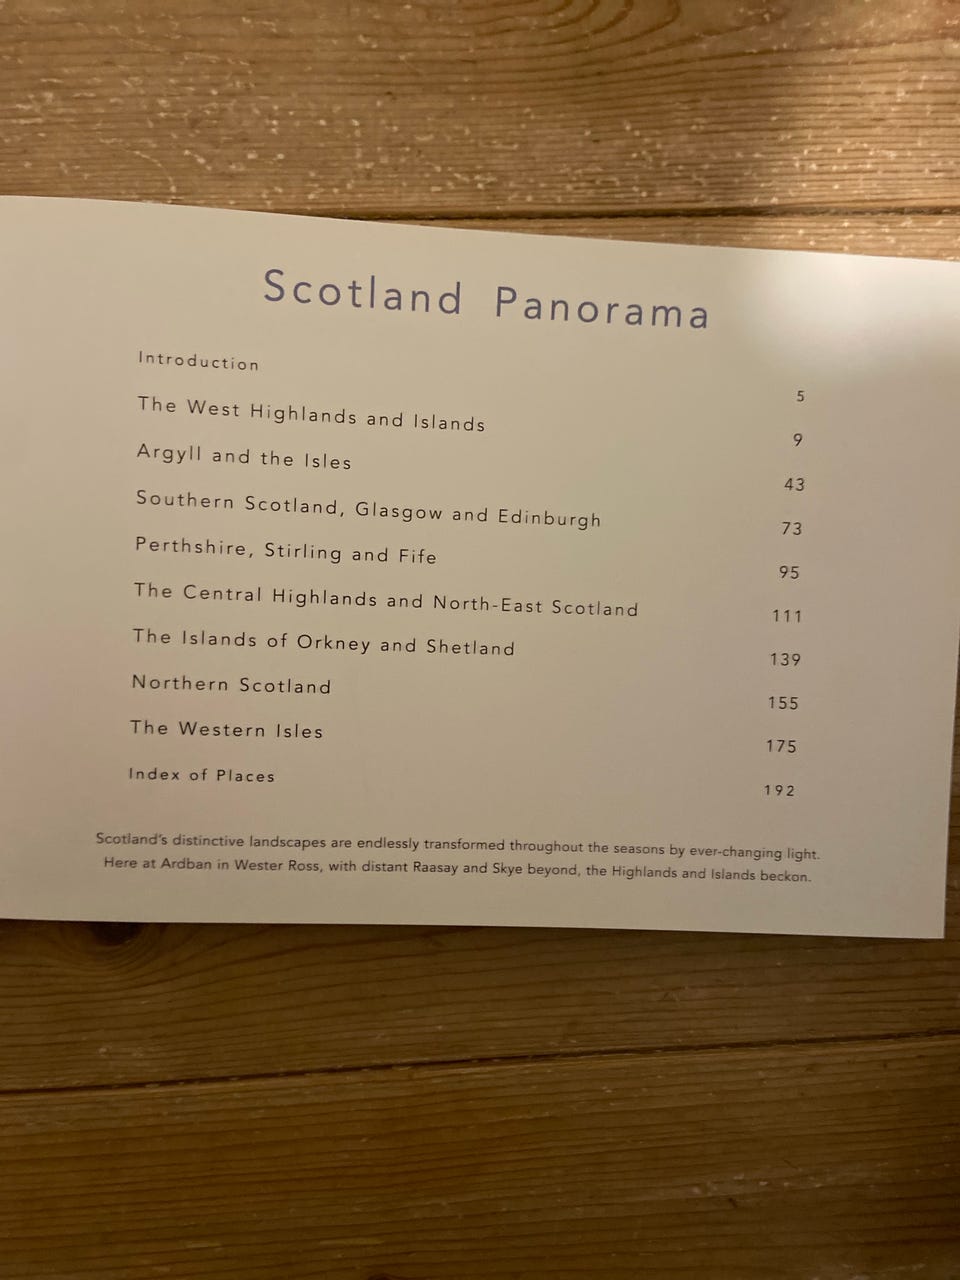 Scotland Panorama
Introduction 5
The West Highlands and Islands 9
Argyll and the Isles 43
Southern Scotland, Glasgow and Edinburgh 73
Perthshire, Stirling and Fife 95
The Central Highlands and North-East Scotland 111
The Islands of Orkney and Shetland 139
Northern Scotland 155
The Western Isles 175
Index of Places 192
Scotland's distinctive landscapes are endlessly transformed throughout the seasons by ever-changing light.
Here at Ardban in Wester Ross, with distant Raasay and Skye beyond, the Highlands and Islands beckon.